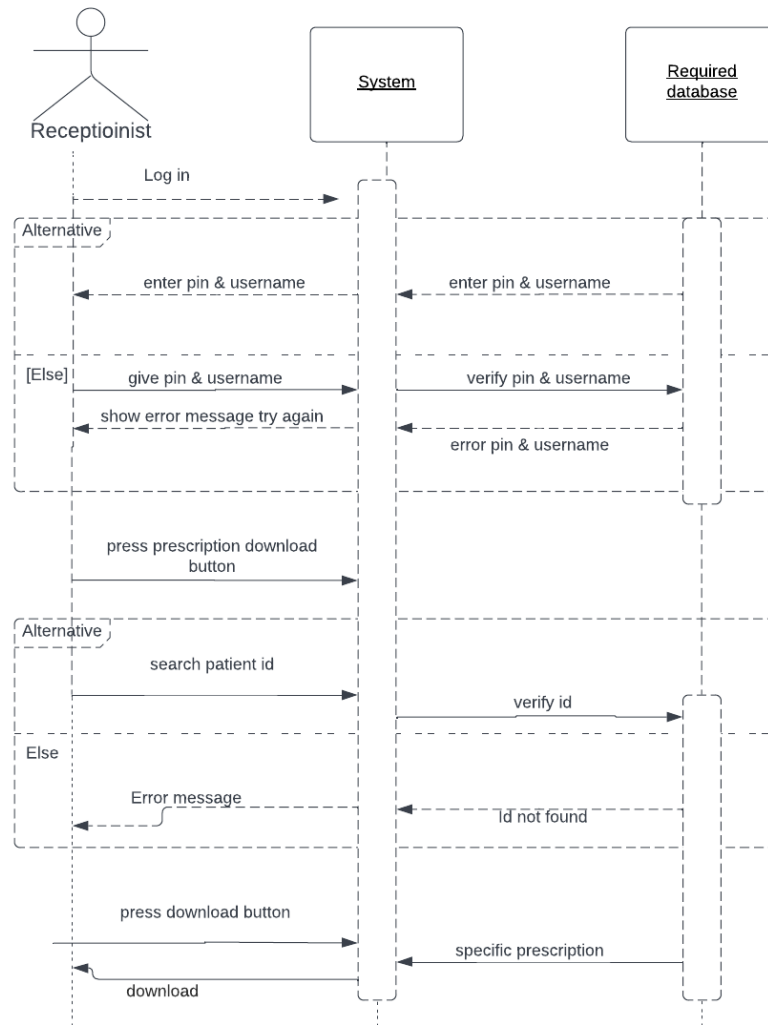 System
Required
database
Receptioinist
Log in
Alternative
enter pin & username
enter pin & username
[Else]
give pin & username
verify pin & username
show error message try again
error pin & username
press prescription download
button
Alternative
search patient id
verify id
Else
Error message
Id not found
press download button
specific prescription
download